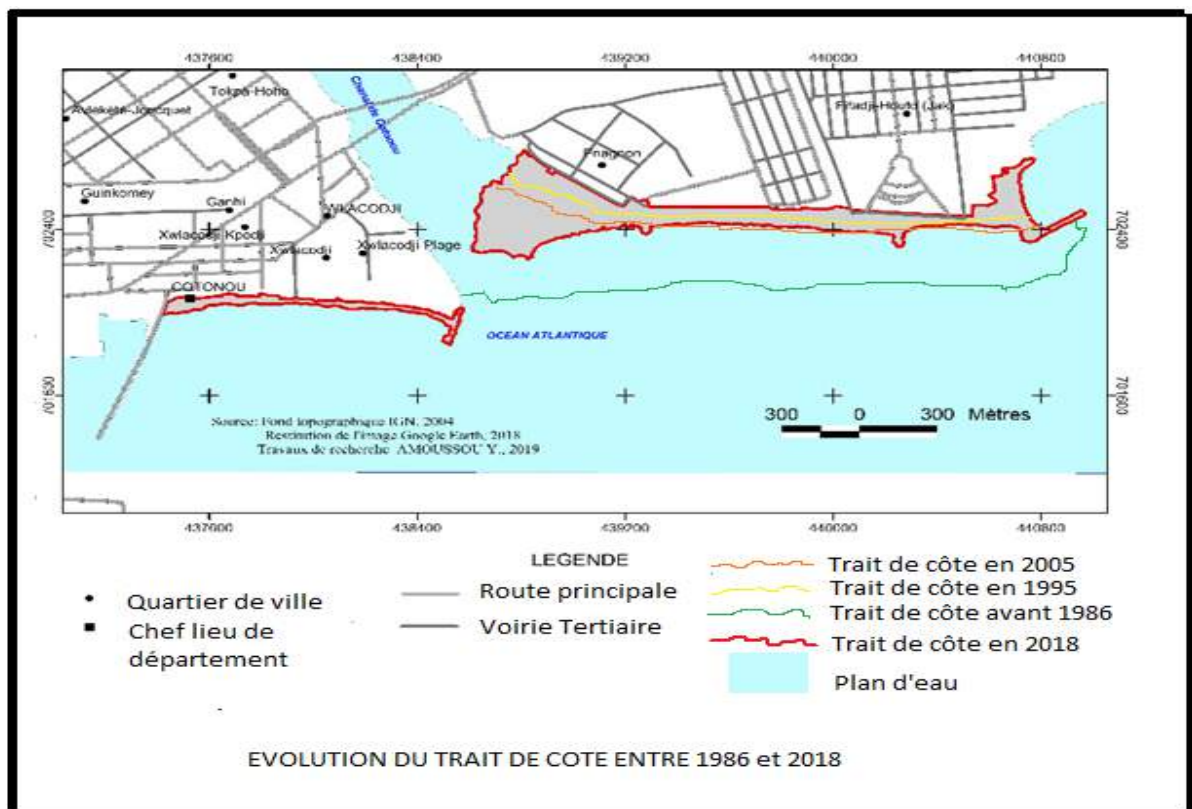 437600 438400 439200 440000 440800
Tokpa-Hoho
Chenal de Cotonou
Fifadji-Houto (Jak)
Finagnon
Guinkomey
Ganhi
XWLACODJI
Xwlacodji Kpodji
Xwlacodji Xwlacodji Plage
702400 702400
COTONOU
OCEAN ATLANTIQUE
701600 701600
300 0 300 Mètres
Source: Fond topographique IGN, 2004
Restitution de l'image Google Earth, 2018
Travaux de recherche AMOUSSOU Y., 2019
437600 438400 439200 440000 440800
LEGENDE
Quartier de ville
Chef lieu de
département
Route principale
Voirie Tertiaire
Trait de côte en 2005
Trait de côte en 1995
Trait de côte avant 1986
Trait de côte en 2018
Plan d'eau
EVOLUTION DU TRAIT DE COTE ENTRE 1986 et 2018